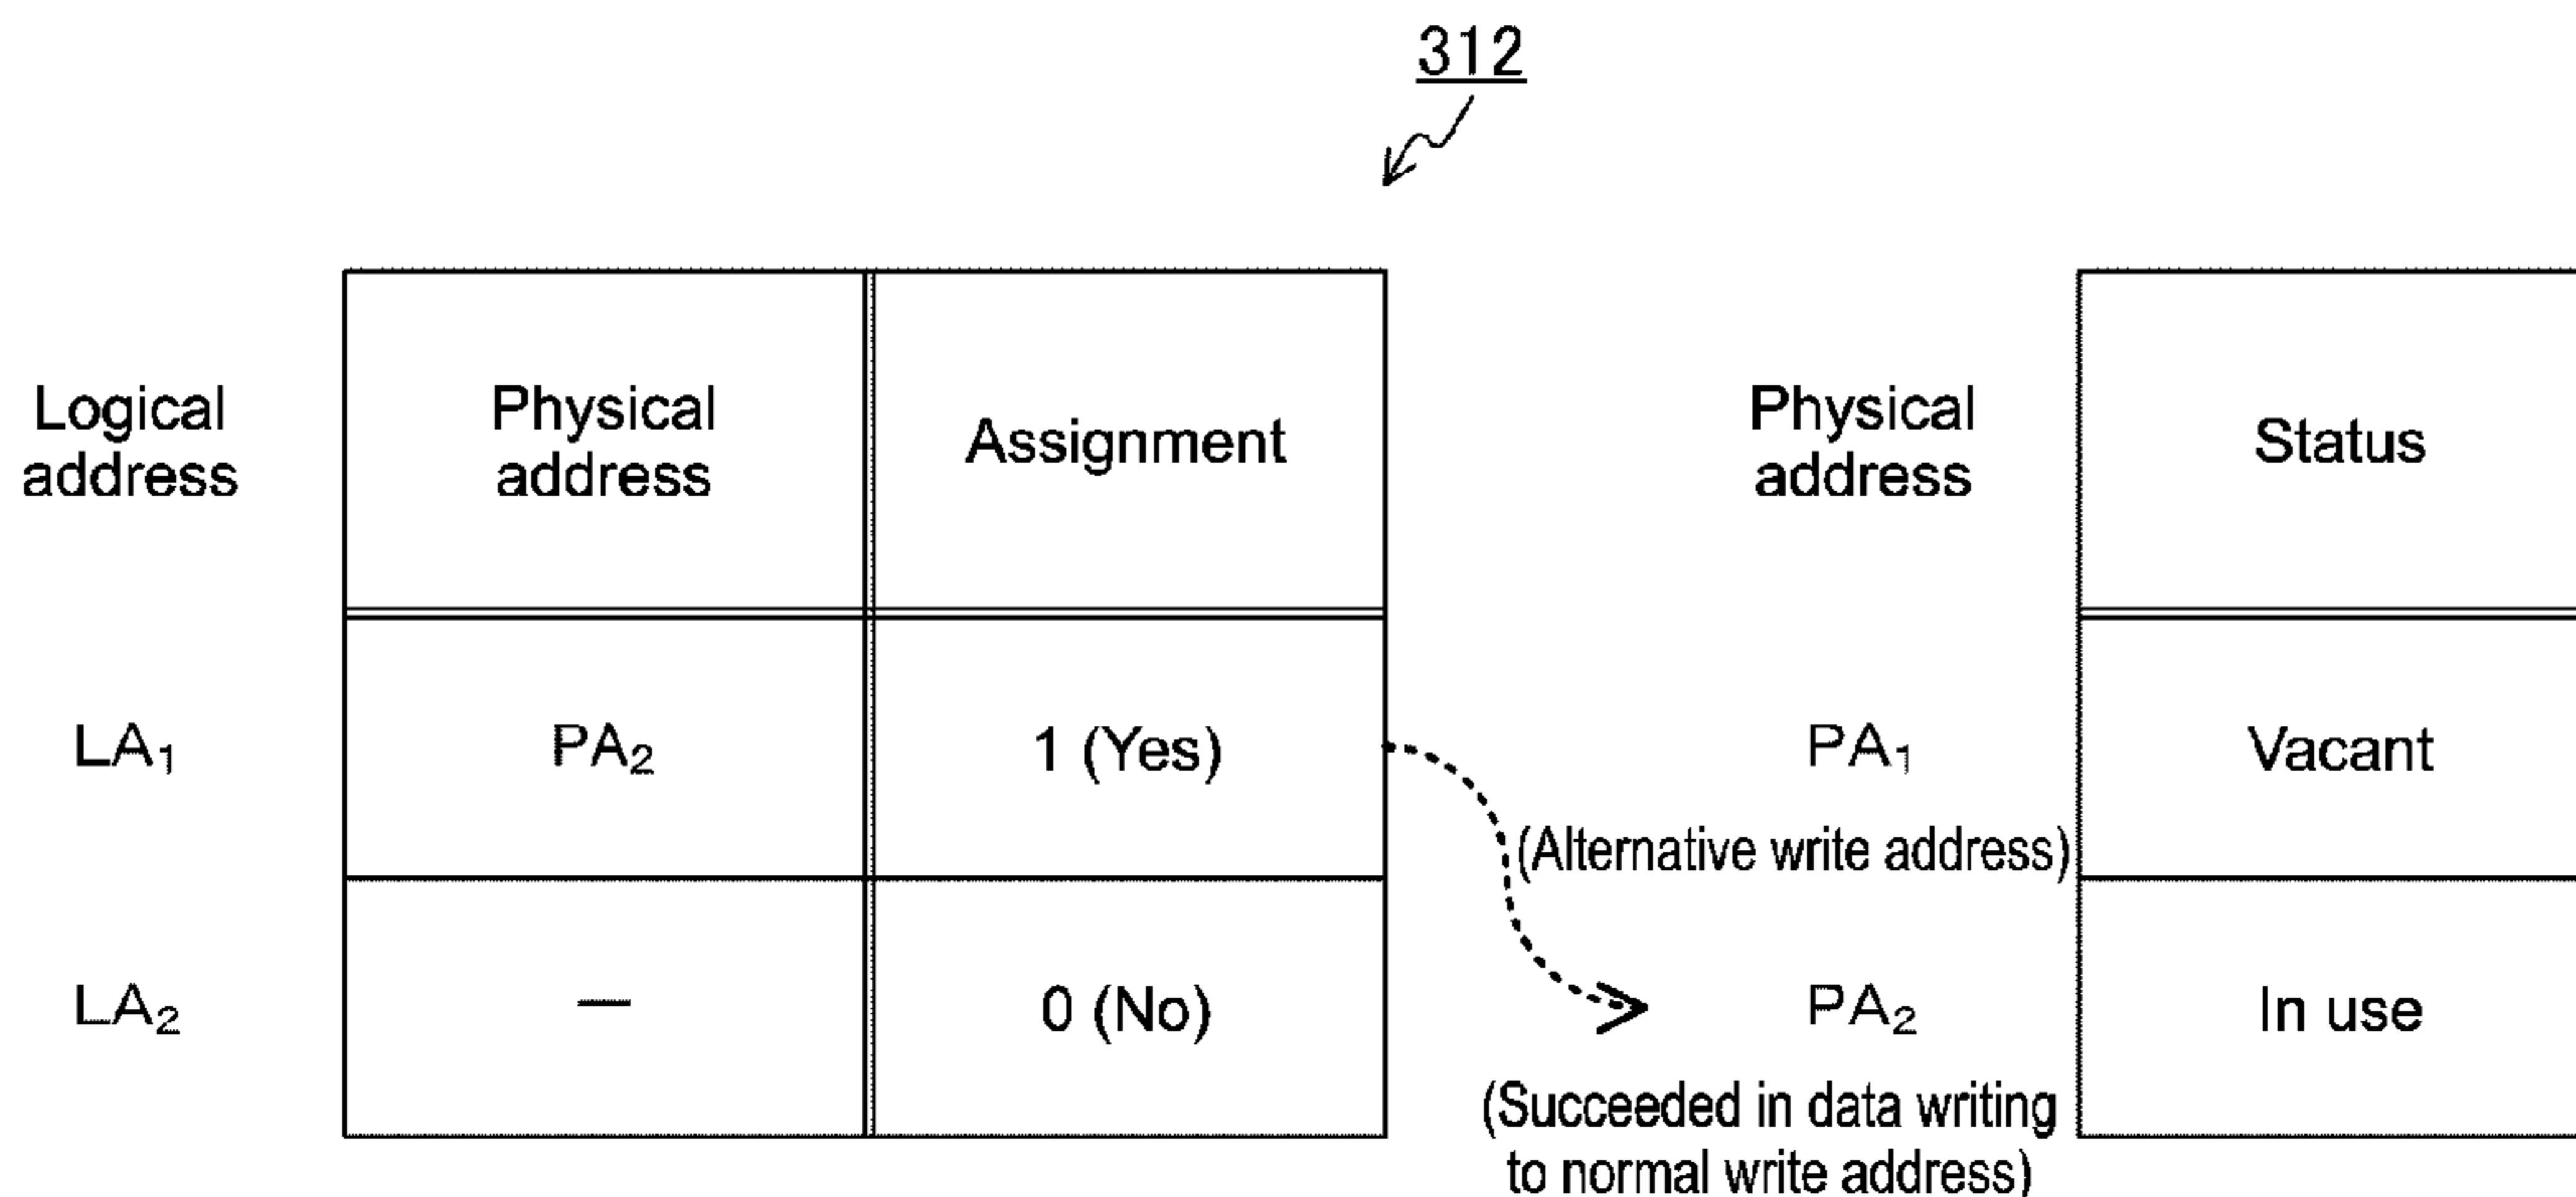 312
Logical
address
Physical
address
Assignment
Physical
address
Status
LA₁
PA₂
1 (Yes)
PA₁
(Alternative write address)
Vacant
LA₂
—
0 (No)
PA₂
(Succeeded in data writing
to normal write address)
In use